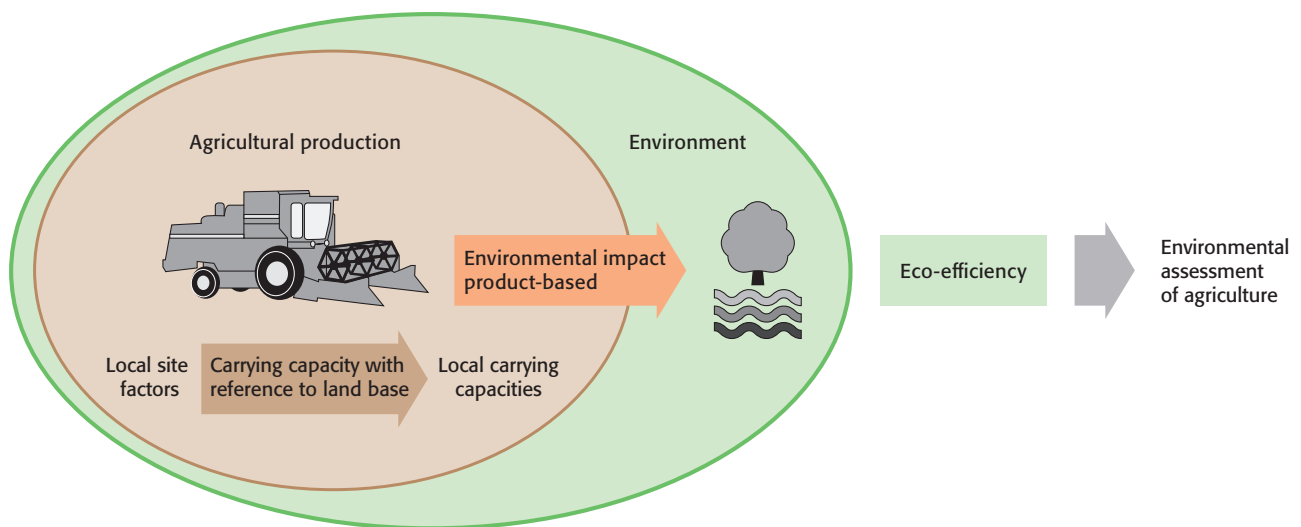 Agricultural production
Environment
Environmental impact
product-based
Eco-efficiency
Environmental
assessment
of agriculture
Local site
factors
Carrying capacity with
reference to land base
Local carrying
capacities